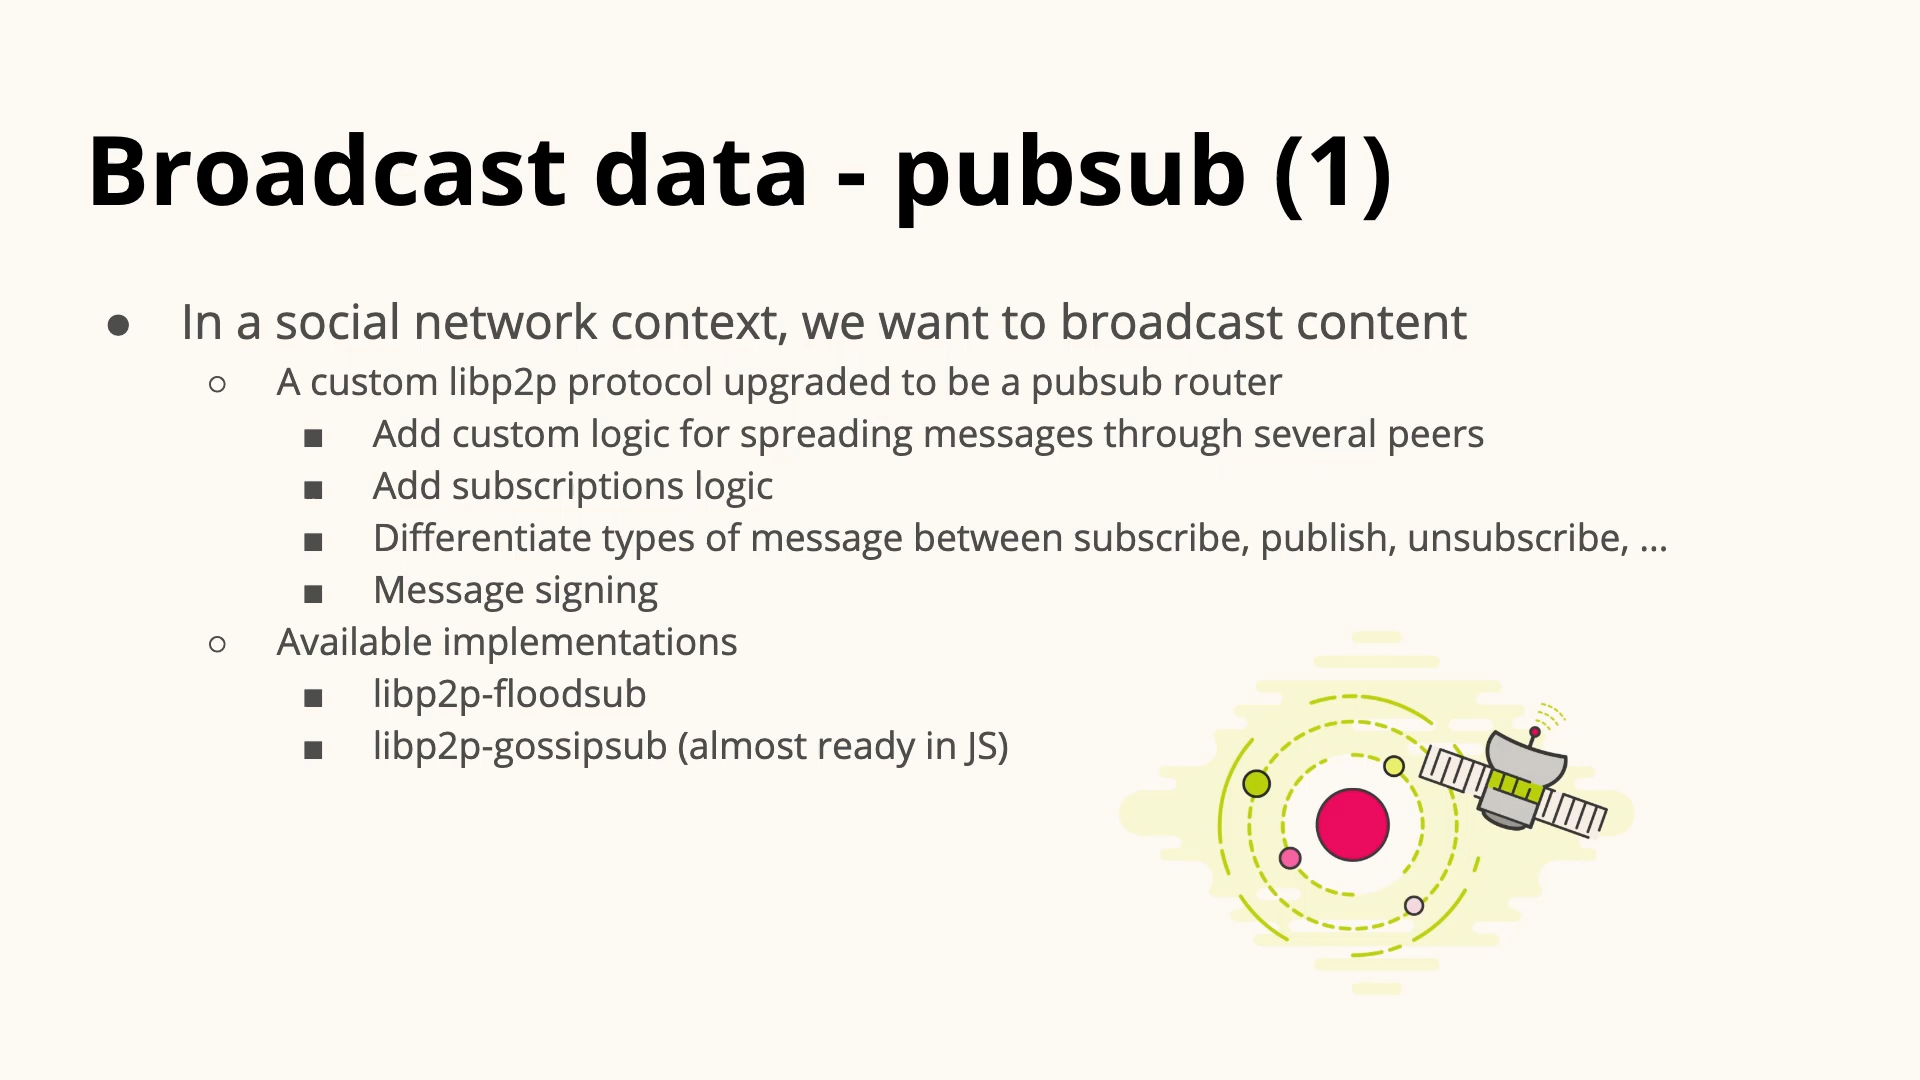 Broadcast data - pubsub (1)
● In a social network context, we want to broadcast content
○ A custom libp2p protocol upgraded to be a pubsub router
■ Add custom logic for spreading messages through several peers
■ Add subscriptions logic
■ Differentiate types of message between subscribe, publish, unsubscribe, ...
■ Message signing
○ Available implementations
■ libp2p-floodsub
■ libp2p-gossipsub (almost ready in JS)